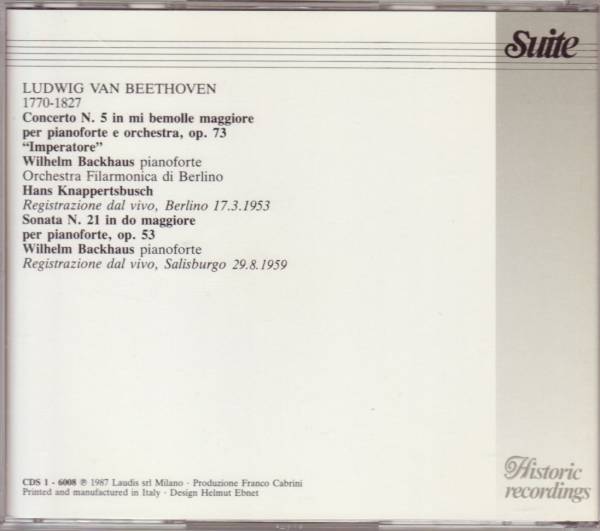 Suite
LUDWIG VAN BEETHOVEN
1770-1827
Concerto N. 5 in mi bemolle maggiore
per pianoforte e orchestra, op. 73
“Imperatore”
Wilhelm Backhaus pianoforte
Orchestra Filarmonica di Berlino
Hans Knappertsbusch
Registrazione dal vivo, Berlino 17.3.1953
Sonata N. 21 in do maggiore
per pianoforte, op. 53
Wilhelm Backhaus pianoforte
Registrazione dal vivo, Salisburgo 29.8.1959
CDS 1 - 6008 ℗ 1987 Laudis srl Milano · Produzione Franco Cabrini
Printed and manufactured in Italy · Design Helmut Ebnet
Historic
recordings